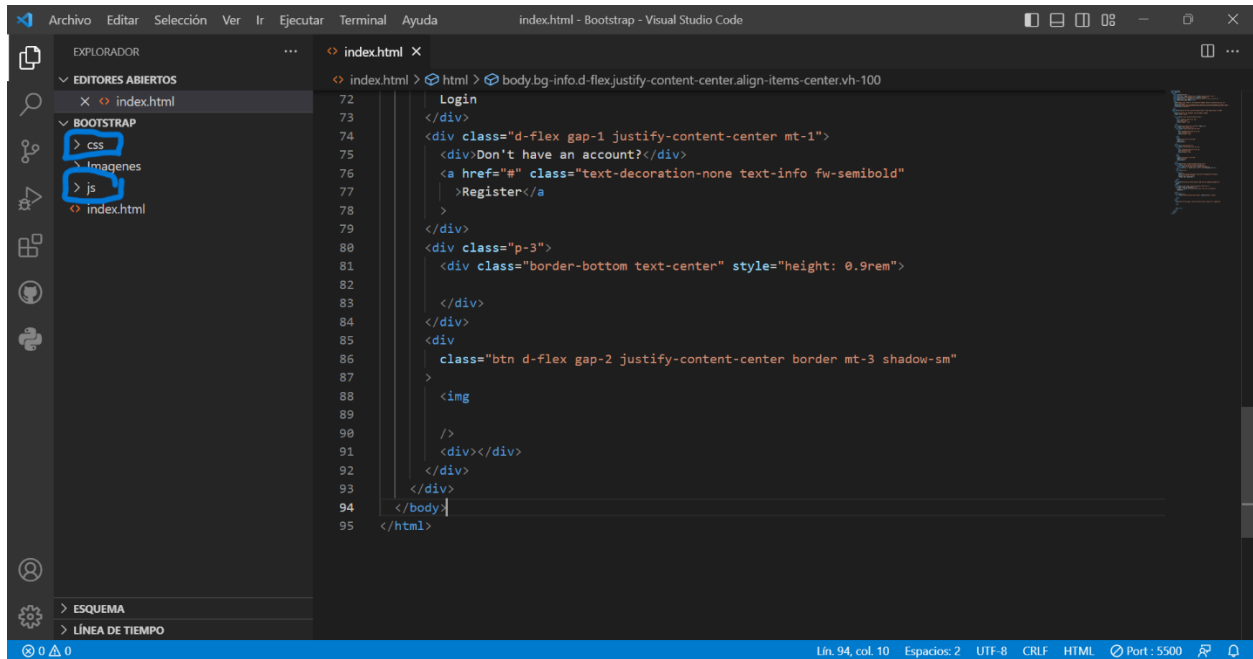 Archivo Editar Selección Ver Ir Ejecutar Terminal Ayuda index.html - Bootstrap - Visual Studio Code
EXPLORADOR
EDITORES ABIERTOS
index.html
BOOTSTRAP
css
Imagenes
js
index.html
ESQUEMA
LÍNEA DE TIEMPO
index.html
index.html > html > body.bg-info.d-flex.justify-content-center.align-items-center.vh-100
72 Login
73 </div>
74 <div class="d-flex gap-1 justify-content-center mt-1">
75 <div>Don't have an account?</div>
76 <a href="#" class="text-decoration-none text-info fw-semibold"
77 >Register</a
78 >
79 </div>
80 <div class="p-3">
81 <div class="border-bottom text-center" style="height: 0.9rem">
82
83 </div>
84 </div>
85 <div
86 class="btn d-flex gap-2 justify-content-center border mt-3 shadow-sm"
87 >
88 <img
89
90 />
91 <div></div>
92 </div>
93 </div>
94 </body>
95 </html>
0 0 Lín. 94, col. 10 Espacios: 2 UTF-8 CRLF HTML Port : 5500